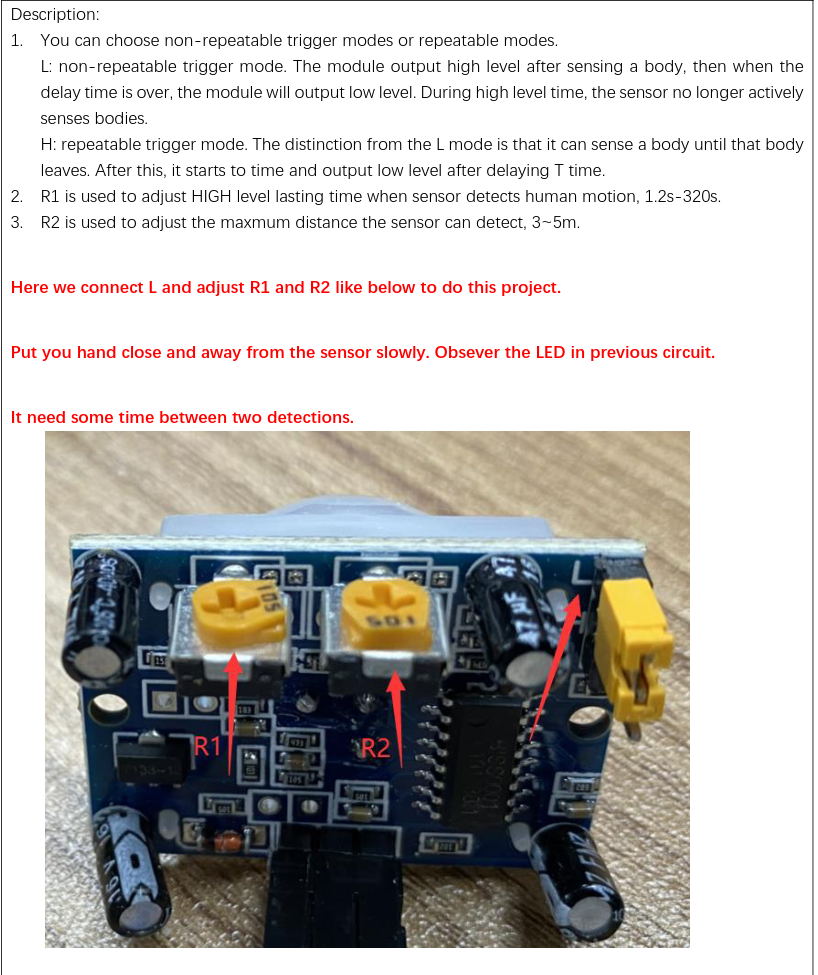 Description:
1. You can choose non-repeatable trigger modes or repeatable modes.
L: non-repeatable trigger mode. The module output high level after sensing a body, then when the
delay time is over, the module will output low level. During high level time, the sensor no longer actively
senses bodies.
H: repeatable trigger mode. The distinction from the L mode is that it can sense a body until that body
leaves. After this, it starts to time and output low level after delaying T time.
2. R1 is used to adjust HIGH level lasting time when sensor detects human motion, 1.2s-320s.
3. R2 is used to adjust the maxmum distance the sensor can detect, 3~5m.
Here we connect L and adjust R1 and R2 like below to do this project.
Put you hand close and away from the sensor slowly. Obsever the LED in previous circuit.
It need some time between two detections.
L
R1
R2